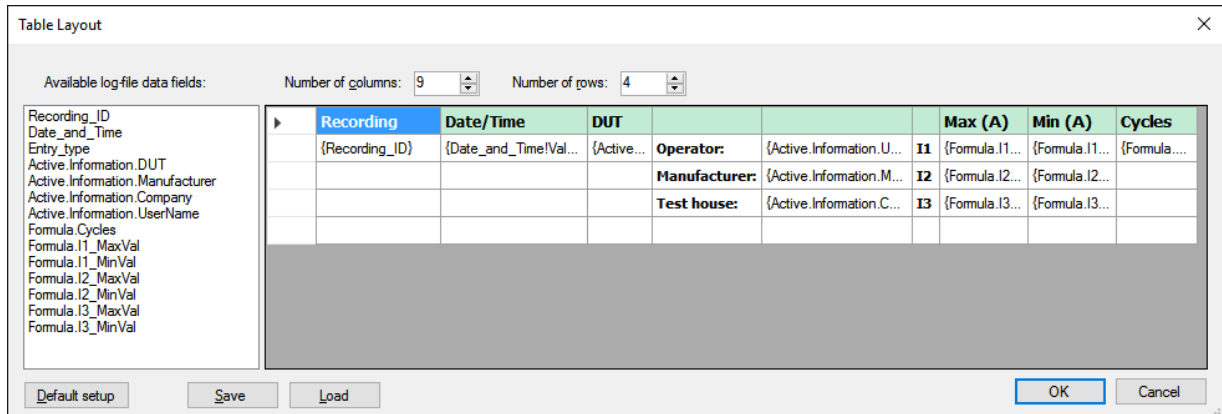 Table Layout
Available log-file data fields:
Number of columns: 9
Number of rows: 4
Recording_ID
Date_and_Time
Entry_type
Active.Information.DUT
Active.Information.Manufacturer
Active.Information.Company
Active.Information.UserName
Formula.Cycles
Formula.I1_MaxVal
Formula.I1_MinVal
Formula.I2_MaxVal
Formula.I2_MinVal
Formula.I3_MaxVal
Formula.I3_MinVal
Recording Date/Time DUT Max (A) Min (A) Cycles
{Recording_ID} {Date_and_Time!Val... {Active... Operator: {Active.Information.U... I1 {Formula.I1... {Formula.I1... {Formula....
Manufacturer: {Active.Information.M... I2 {Formula.I2... {Formula.I2...
Test house: {Active.Information.C... I3 {Formula.I3... {Formula.I3...
Default setup Save Load OK Cancel